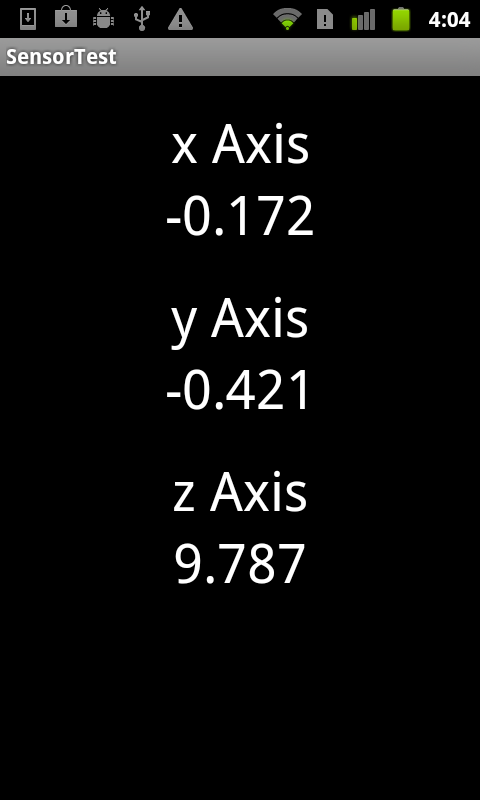 4:04
SensorTest
x Axis
-0.172
y Axis
-0.421
z Axis
9.787